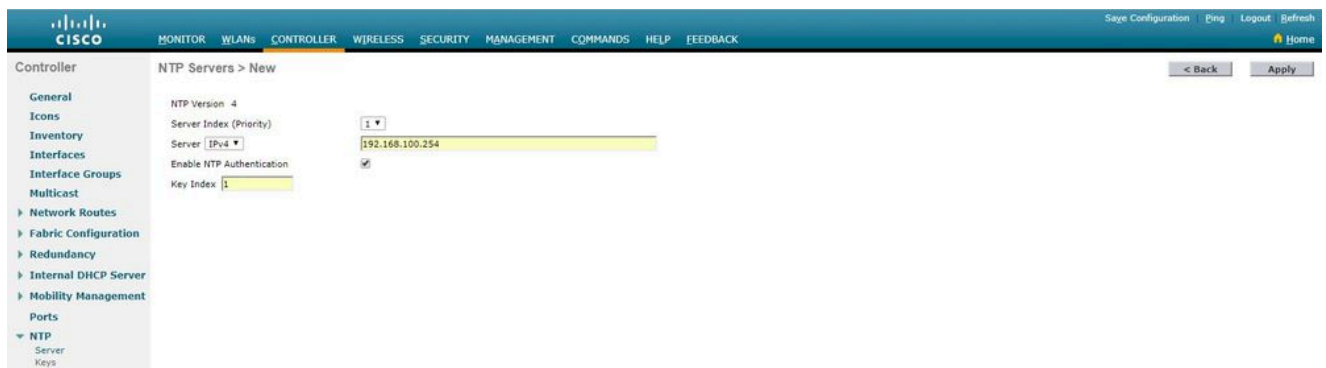 Save Configuration | Ping | Logout | Refresh
CISCO
MONITOR WLANs CONTROLLER WIRELESS SECURITY MANAGEMENT COMMANDS HELP FEEDBACK
Home
Controller
NTP Servers > New
< Back
Apply
General
Icons
Inventory
Interfaces
Interface Groups
Multicast
Network Routes
Fabric Configuration
Redundancy
Internal DHCP Server
Mobility Management
Ports
NTP
Server
Keys
NTP Version 4
Server Index (Priority) 1
Server IPv4 192.168.100.254
Enable NTP Authentication
Key Index 1